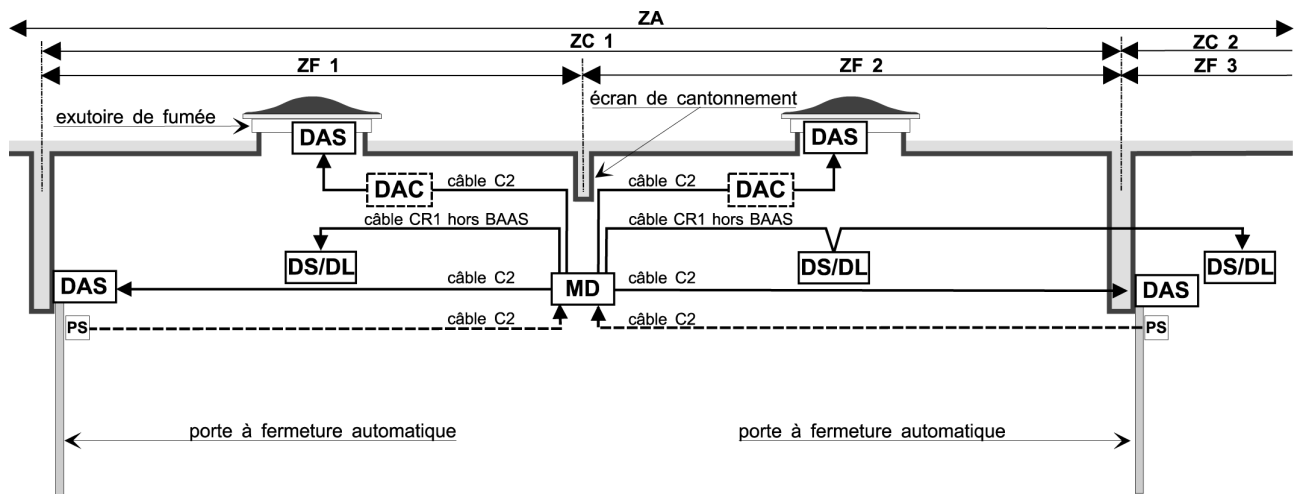 ZA
ZC 1
ZC 2
ZF 1
ZF 2
ZF 3
exutoire de fumée
écran de cantonnement
DAS
DAS
DAC
câble C2
câble C2
DAC
câble CR1 hors BAAS
câble CR1 hors BAAS
DS/DL
DS/DL
DS/DL
DAS
câble C2
MD
câble C2
DAS
PS
câble C2
câble C2
PS
porte à fermeture automatique
porte à fermeture automatique